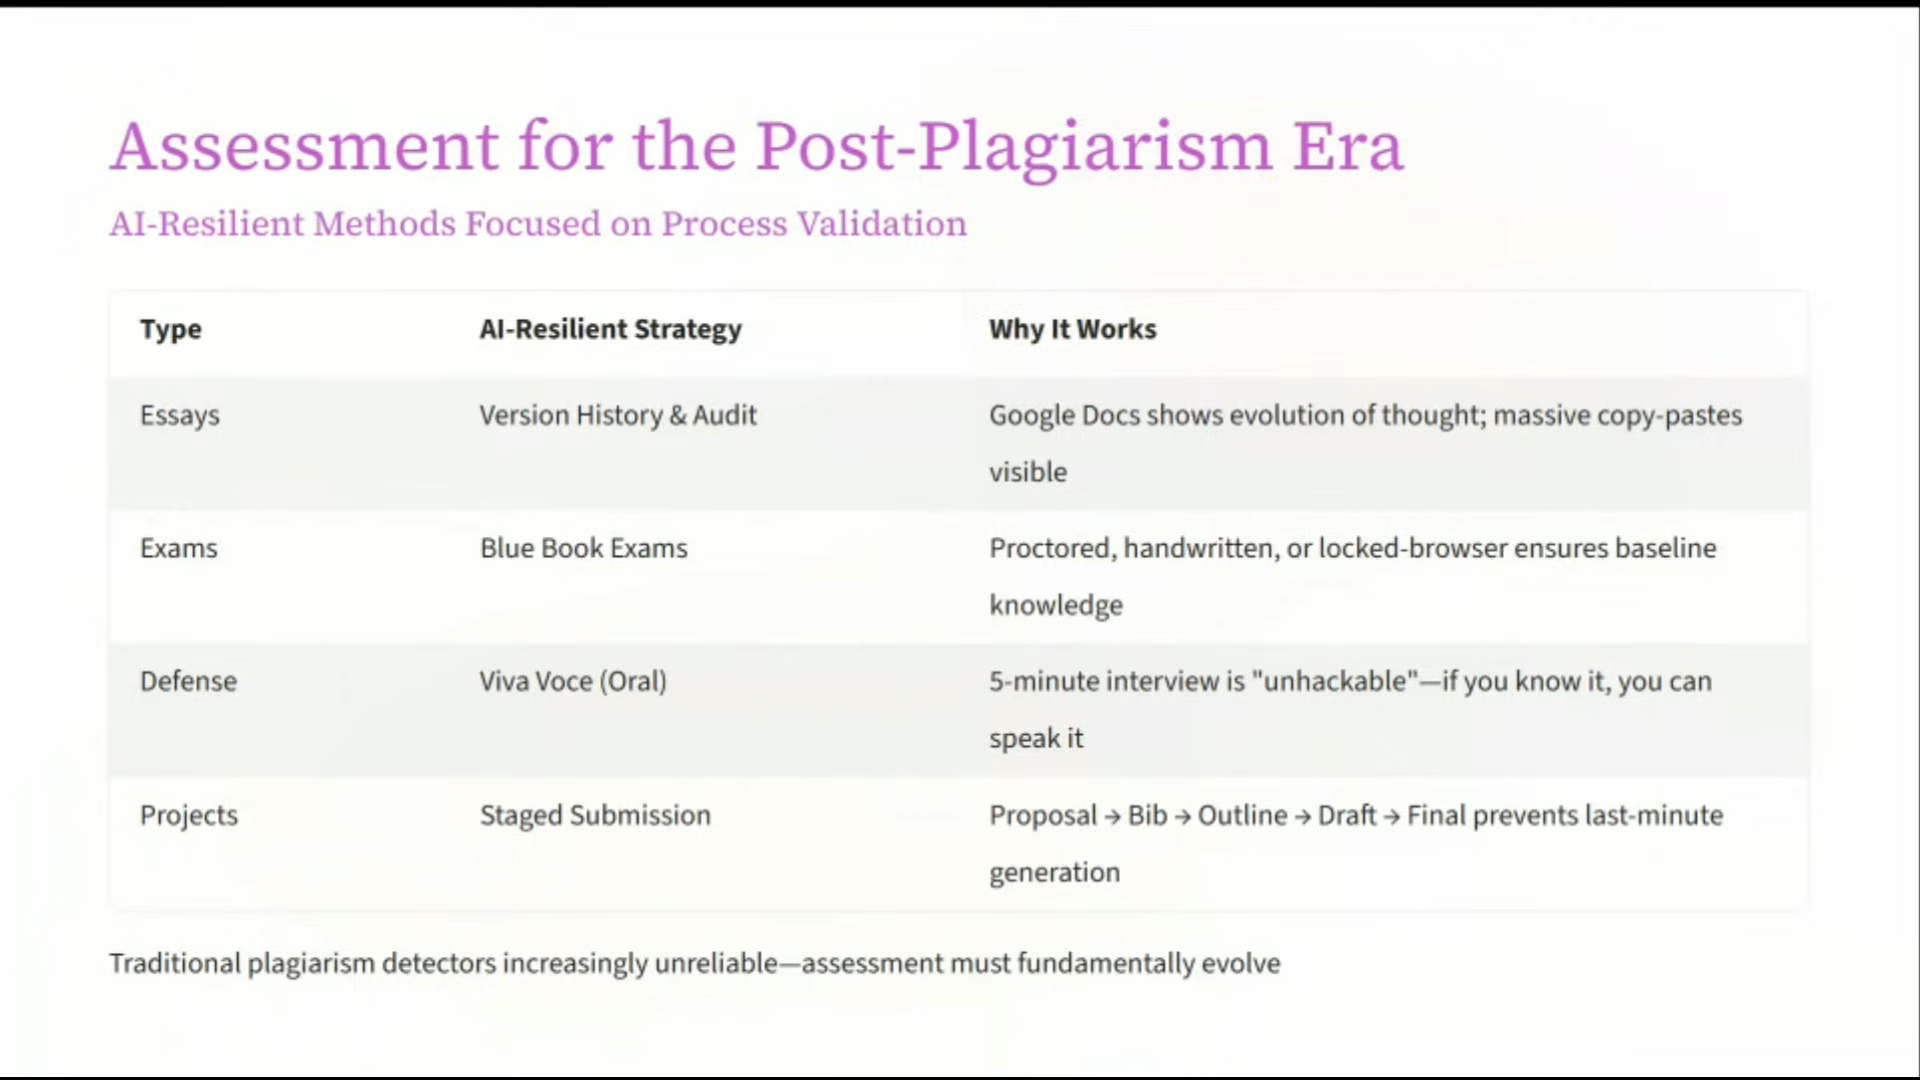 Assessment for the Post-Plagiarism Era
AI-Resilient Methods Focused on Process Validation
Type AI-Resilient Strategy Why It Works
Essays Version History & Audit Google Docs shows evolution of thought; massive copy-pastes
visible
Exams Blue Book Exams Proctored, handwritten, or locked-browser ensures baseline
knowledge
Defense Viva Voce (Oral) 5-minute interview is "unhackable"—if you know it, you can
speak it
Projects Staged Submission Proposal → Bib → Outline → Draft → Final prevents last-minute
generation
Traditional plagiarism detectors increasingly unreliable—assessment must fundamentally evolve